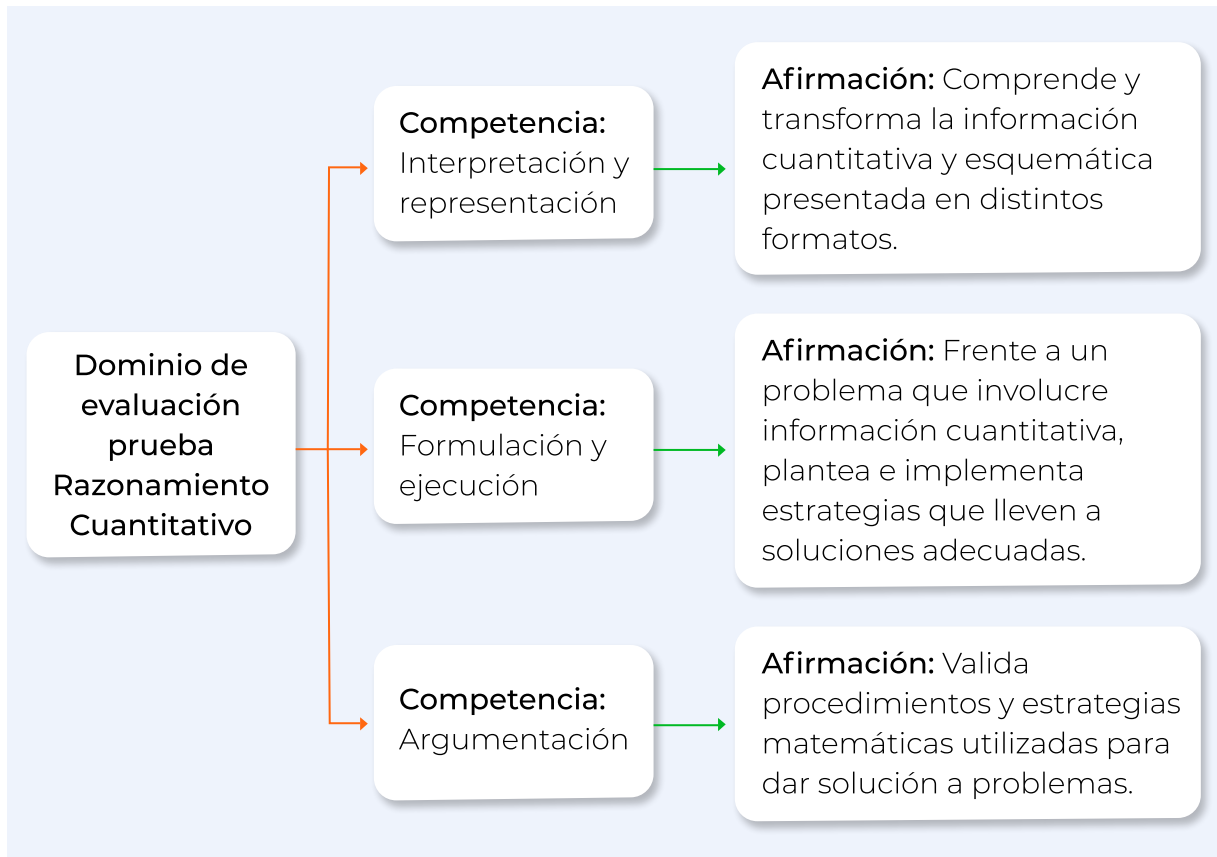 Dominio de
evaluación
prueba
Razonamiento
Cuantitativo
Competencia:
Interpretación y
representación
Afirmación: Comprende y
transforma la información
cuantitativa y esquemática
presentada en distintos
formatos.
Competencia:
Formulación y
ejecución
Afirmación: Frente a un
problema que involucre
información cuantitativa,
plantea e implementa
estrategias que lleven a
soluciones adecuadas.
Competencia:
Argumentación
Afirmación: Valida
procedimientos y estrategias
matemáticas utilizadas para
dar solución a problemas.